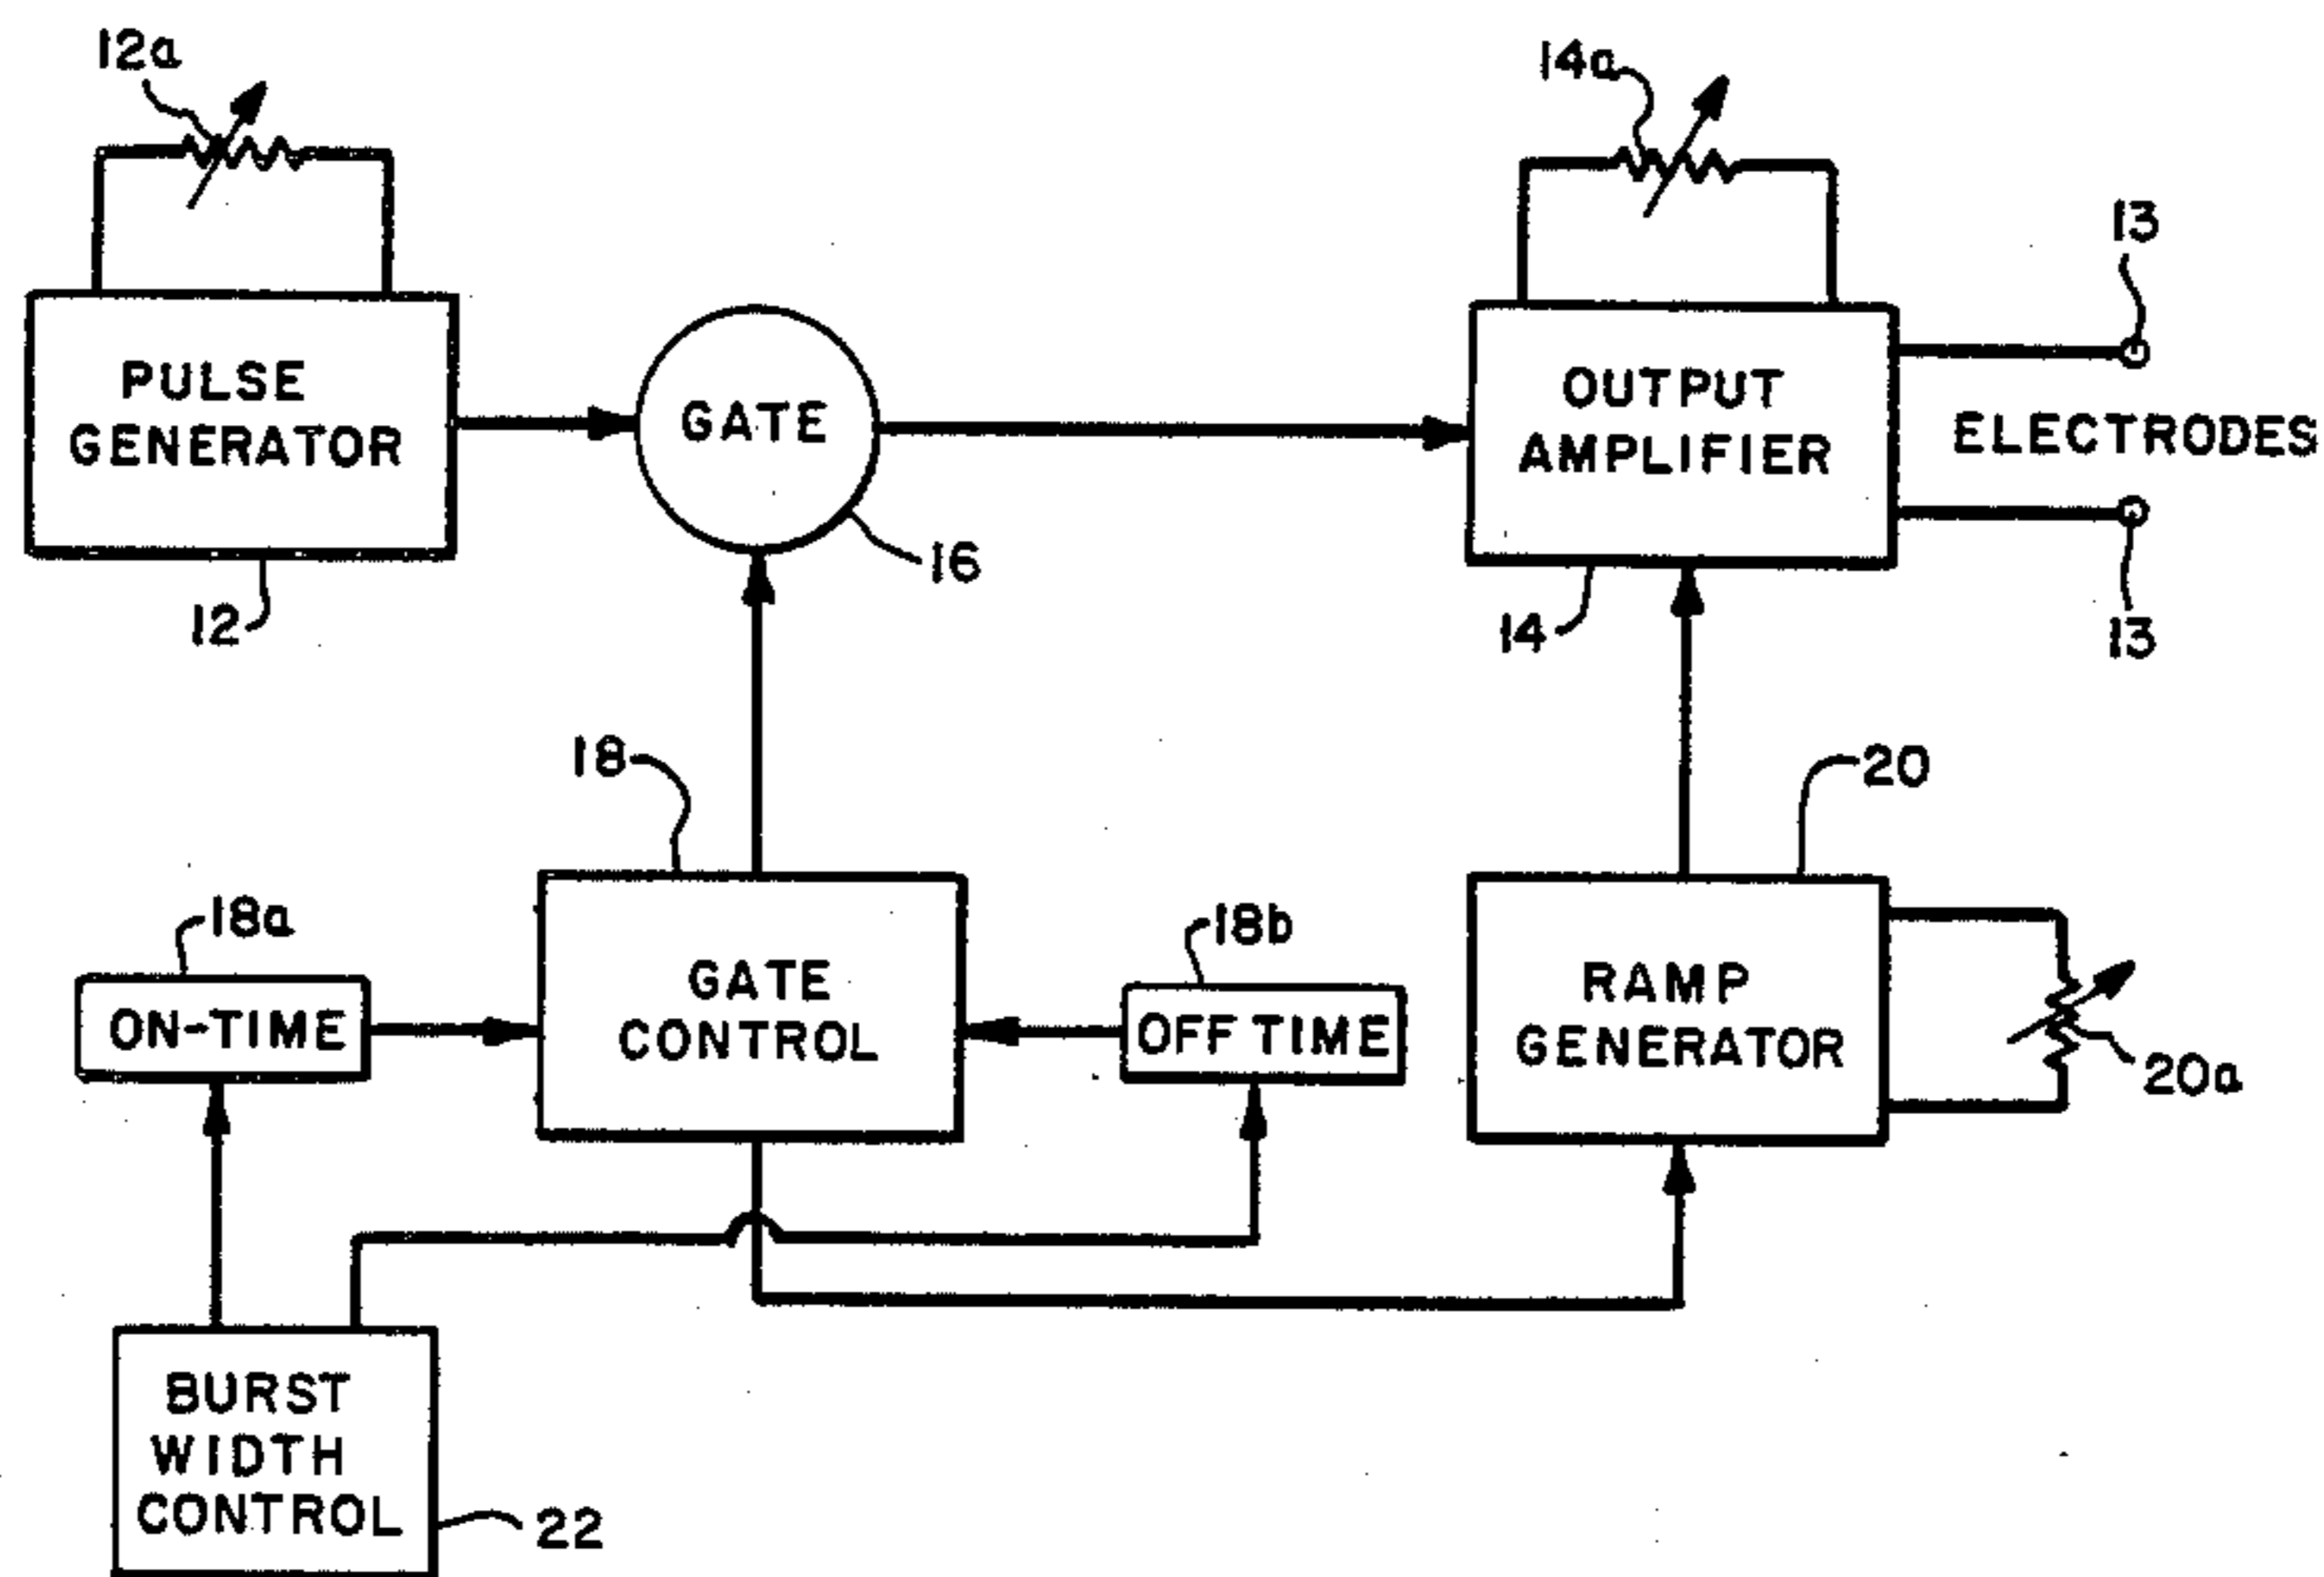 12a
14a
13
PULSE
GENERATOR
GATE
OUTPUT
AMPLIFIER
ELECTRODES
16
12
14
13
18
20
18a
18b
ON-TIME
GATE
CONTROL
OFF TIME
RAMP
GENERATOR
20a
BURST
WIDTH
CONTROL
22